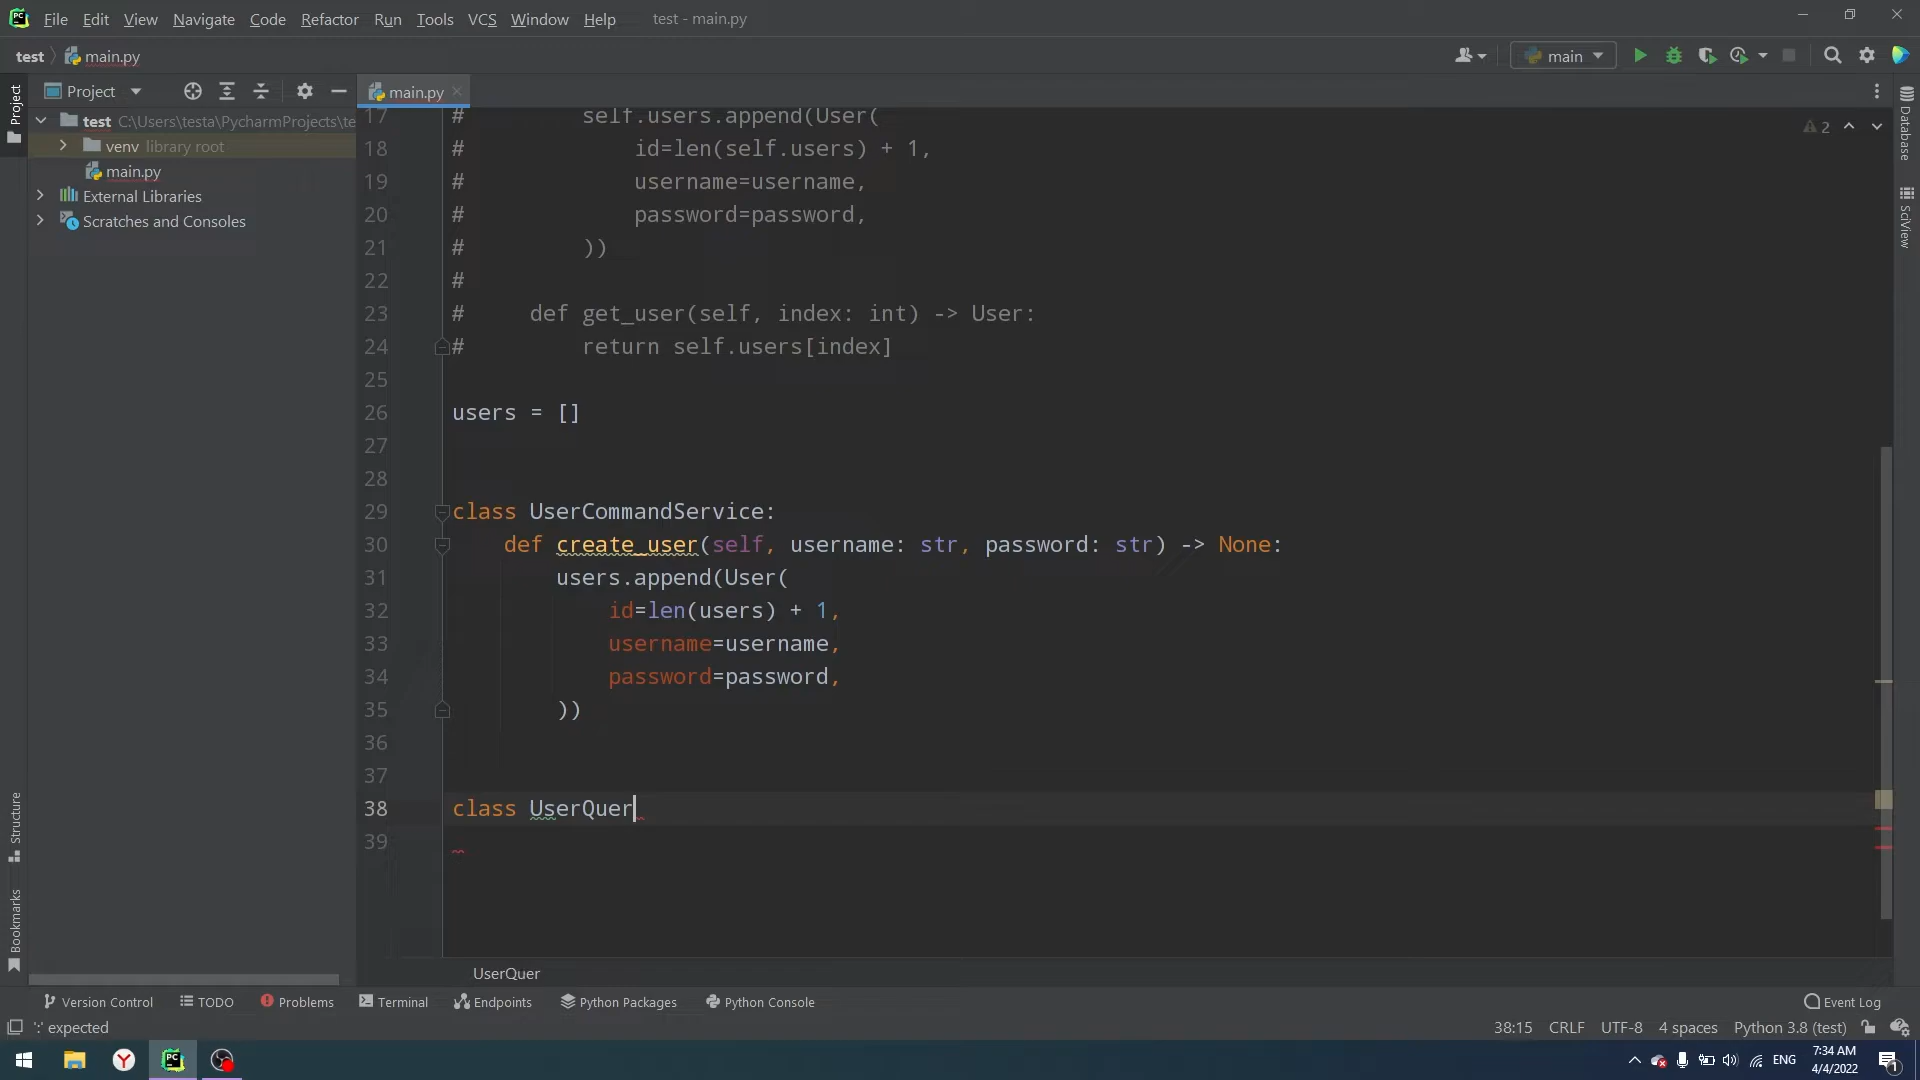 File Edit View Navigate Code Refactor Run Tools VCS Window Help test - main.py
test main.py main
Project main.py
test C:\Users\testa\PycharmProjects\te
venv library root
main.py
External Libraries
Scratches and Consoles
Project
Structure
Bookmarks
Database
SciView
2
17 # self.users.append(User(
18 # id=len(self.users) + 1,
19 # username=username,
20 # password=password,
21 # ))
22 #
23 # def get_user(self, index: int) -> User:
24 # return self.users[index]
25
26 users = []
27
28
29 class UserCommandService:
30 def create_user(self, username: str, password: str) -> None:
31 users.append(User(
32 id=len(users) + 1,
33 username=username,
34 password=password,
35 ))
36
37
38 class UserQuer
39
UserQuer
Version Control TODO Problems Terminal Endpoints Python Packages Python Console Event Log
':' expected 38:15 CRLF UTF-8 4 spaces Python 3.8 (test)
ENG 7:34 AM
4/4/2022
1